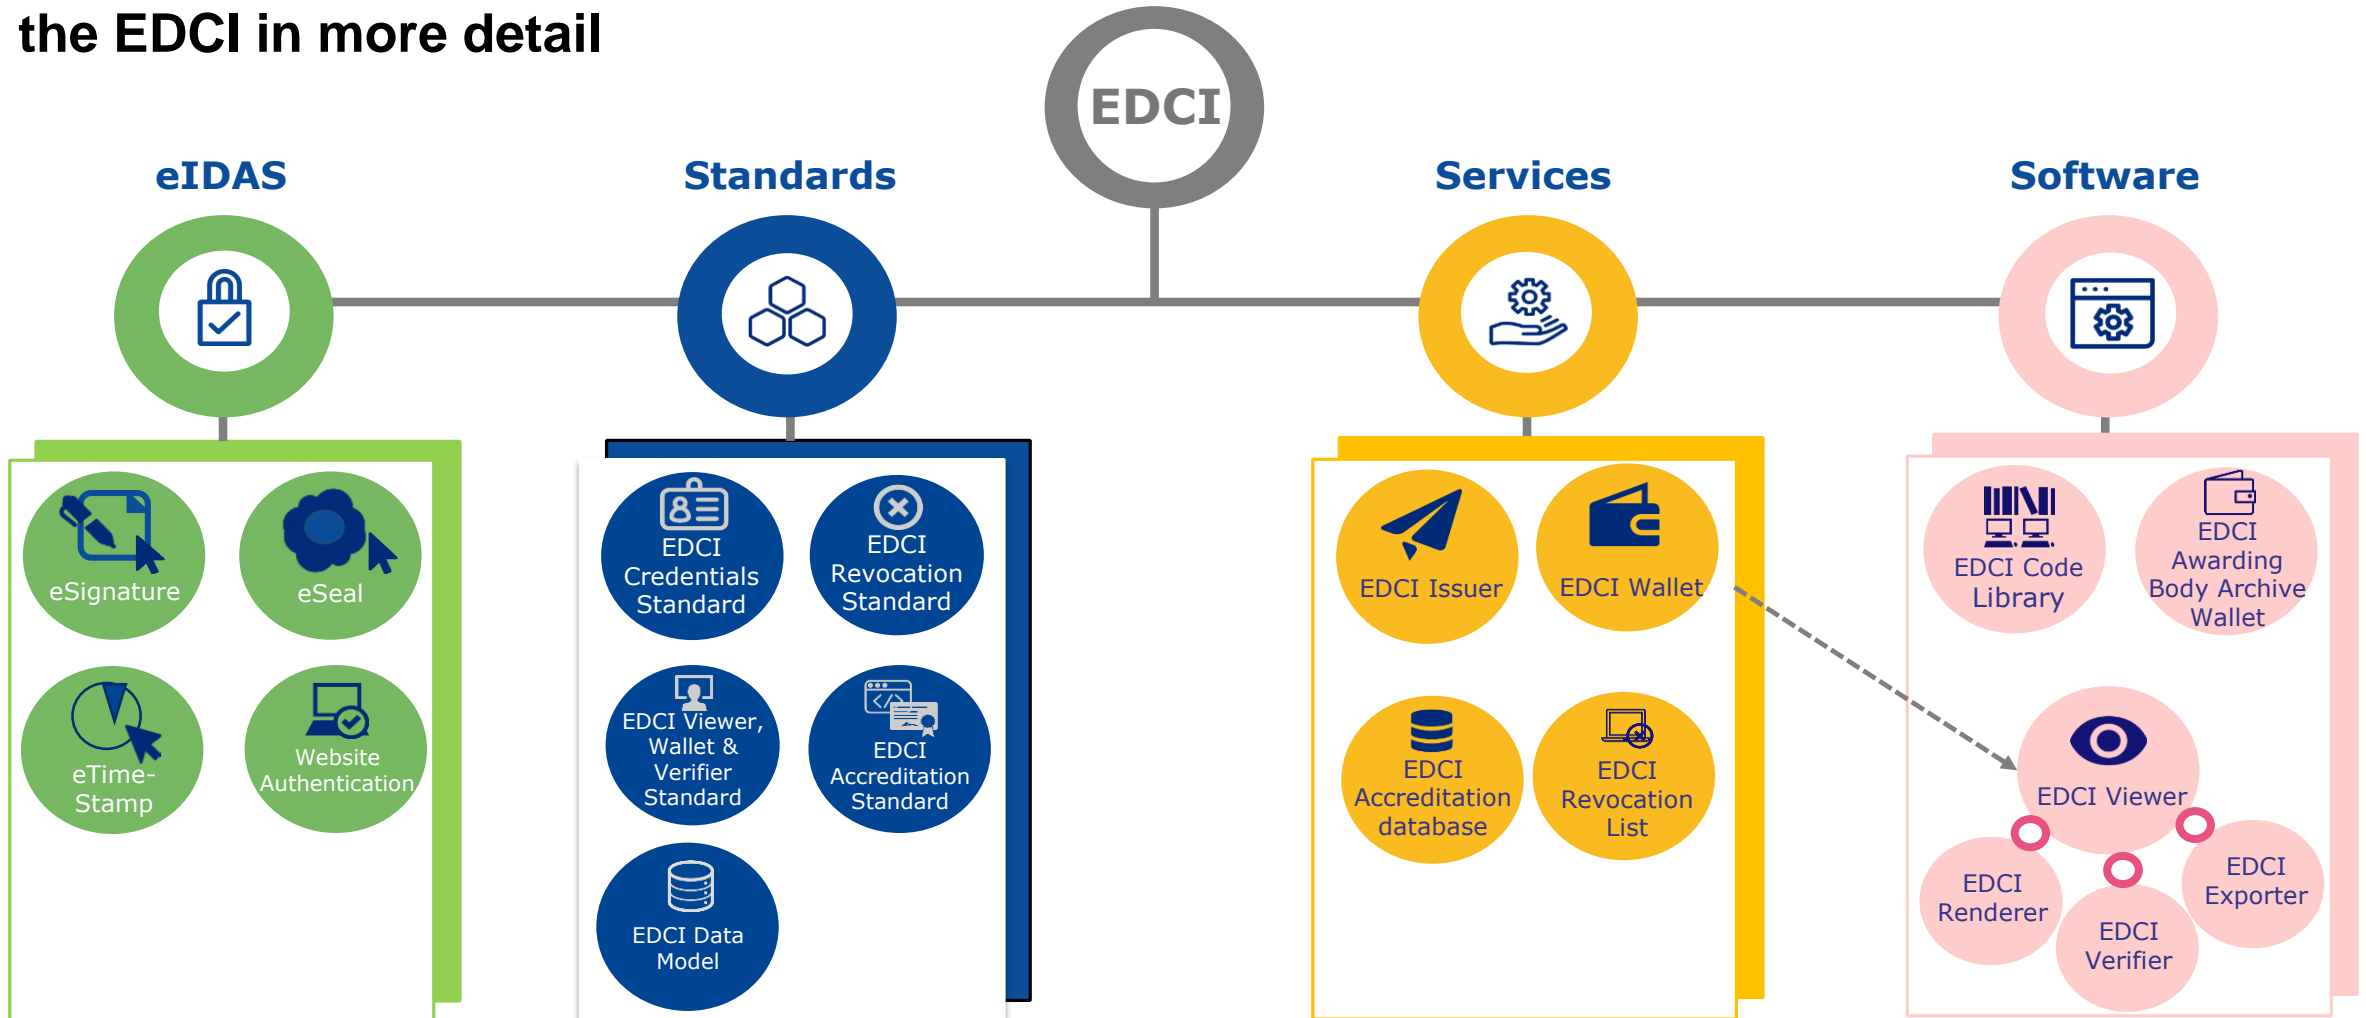 the EDCI in more detail
EDCI
eIDAS
Standards
Services
Software
eSignature
eSeal
eTime-
Stamp
Website
Authentication
EDCI
Credentials
Standard
EDCI
Revocation
Standard
EDCI Viewer,
Wallet &
Verifier
Standard
EDCI
Accreditation
Standard
EDCI Data
Model
EDCI Issuer
EDCI Wallet
EDCI
Accreditation
database
EDCI
Revocation
List
EDCI Code
Library
EDCI
Awarding
Body Archive
Wallet
EDCI Viewer
EDCI
Renderer
EDCI
Verifier
EDCI
Exporter